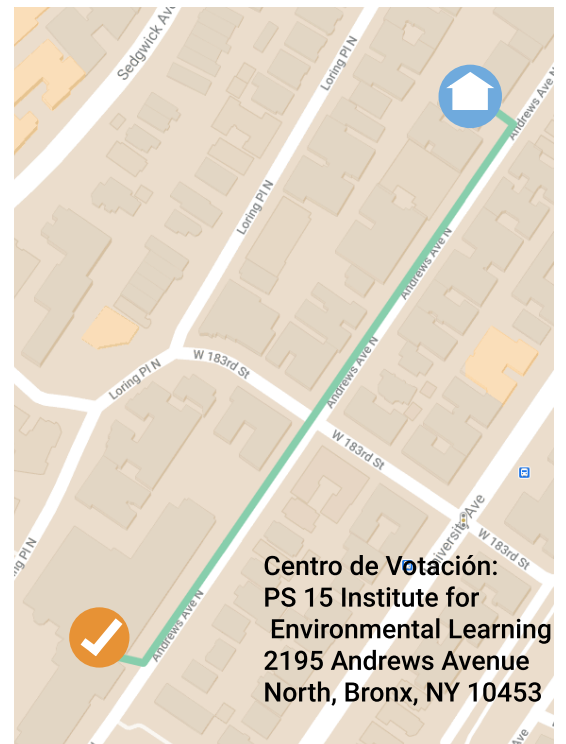 Sedgwick Av
Loring Pl N
Andrews Ave N
Loring Pl N
Andrews Ave N
Andrews Ave N
W 183rd St
Loring Pl N
W 183rd St
University Ave
W 183rd St
ng Pl N
Andrews Ave N
Ave
Centro de Votación:
PS 15 Institute for
Environmental Learning
2195 Andrews Avenue
North, Bronx, NY 10453